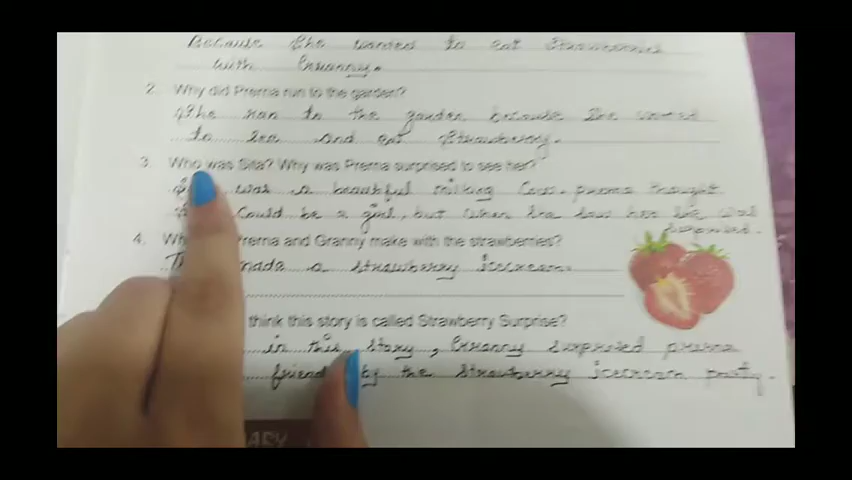 Because She wanted to eat Strawberries
with Granny.
2. Why did Prema run to the garden?
She ran to the garden because She wanted
to see and eat Strawberry.
3. Who was Sita? Why was Prema surprised to see her?
was a beautiful milking Cow. prema thought
Could be a girl, but when she saw her She was
surprised.
4. Prema and Granny make with the strawberries?
made a strawberry icecream.
think this story is called Strawberry Surprise?
in this story, Granny surprised prema
friend by the strawberry icecream party.